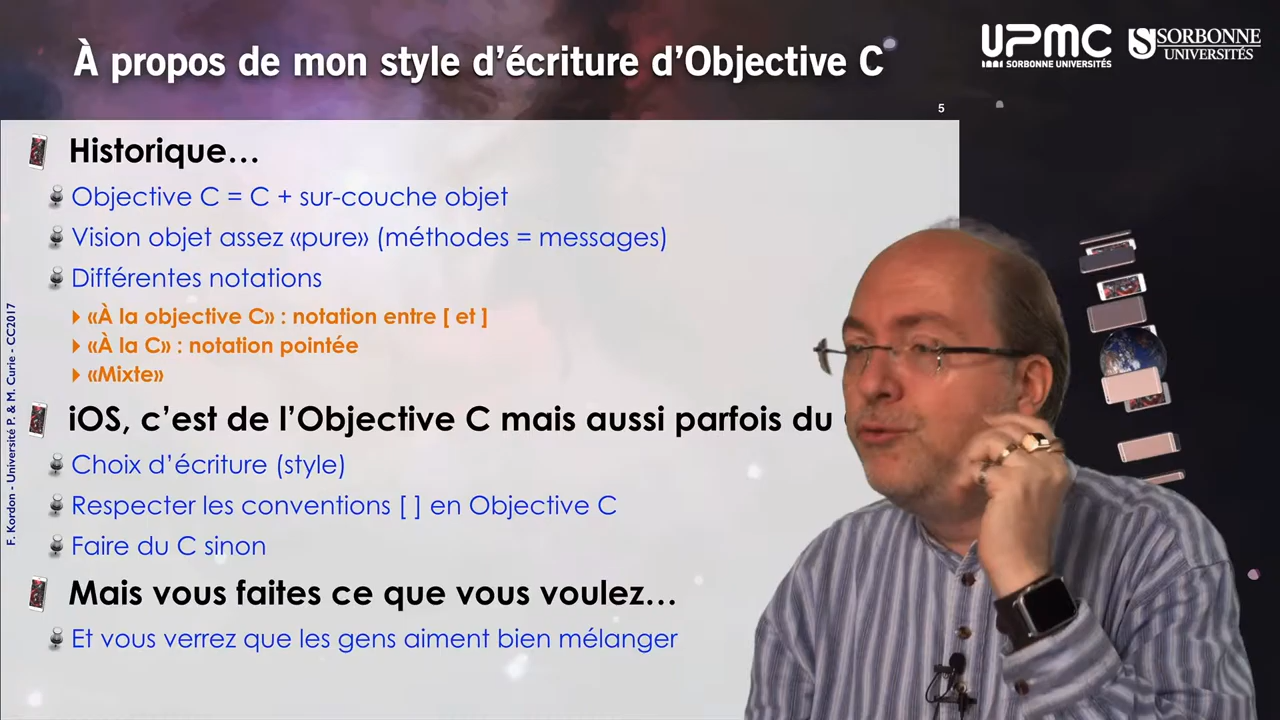 À propos de mon style d'écriture d'Objective C
UPMC
SORBONNE UNIVERSITÉS
SORBONNE
UNIVERSITÉS
5
Historique…
Objective C = C + sur-couche objet
Vision objet assez «pure» (méthodes = messages)
Différentes notations
«À la objective C» : notation entre [ et ]
«À la C» : notation pointée
«Mixte»
iOS, c'est de l'Objective C mais aussi parfois du
Choix d'écriture (style)
Respecter les conventions [ ] en Objective C
Faire du C sinon
Mais vous faites ce que vous voulez…
Et vous verrez que les gens aiment bien mélanger
F. Kordon - Université P. & M. Curie - CC2017